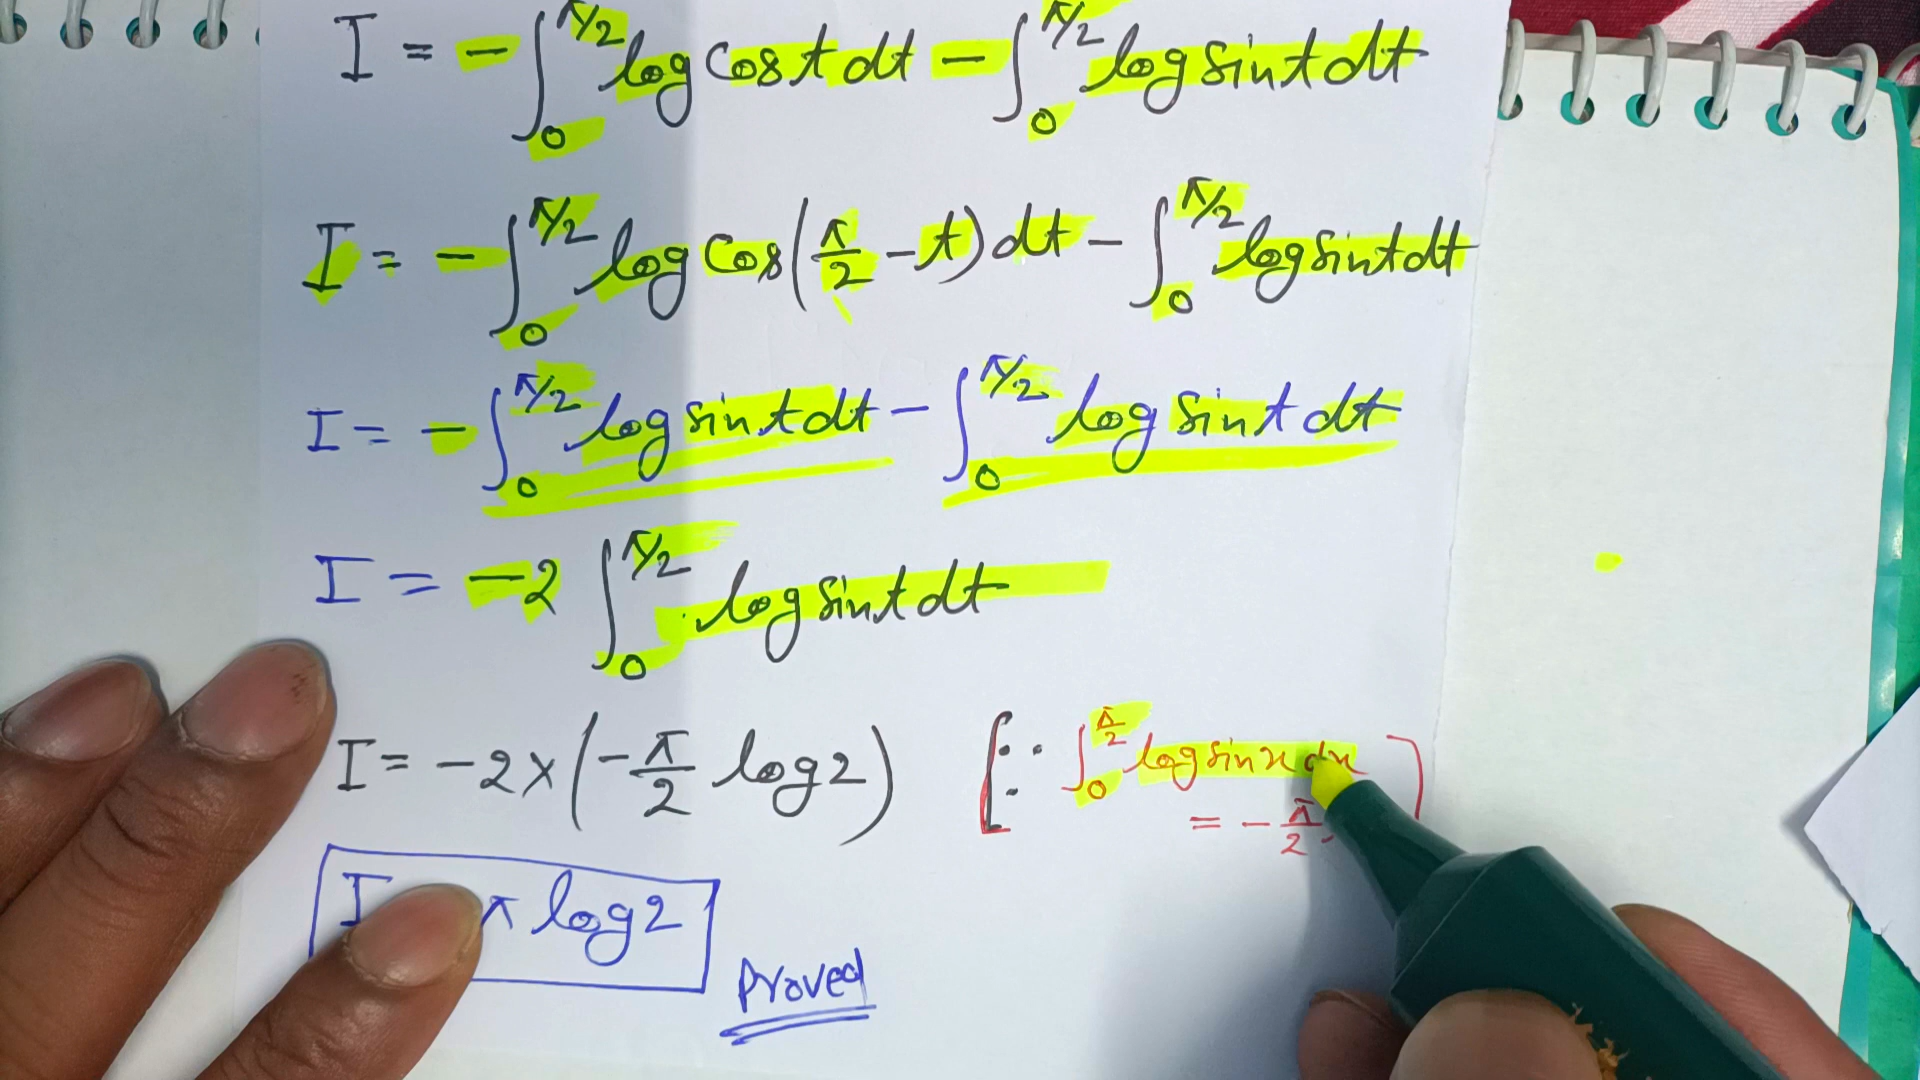 I = - ∫₀^(π/2) log cos t dt - ∫₀^(π/2) log sin t dt
I = - ∫₀^(π/2) log cos(π/2 - t) dt - ∫₀^(π/2) log sin t dt
I = - ∫₀^(π/2) log sin t dt - ∫₀^(π/2) log sin t dt
I = -2 ∫₀^(π/2) log sin t dt
I = -2 × (-π/2 log 2) [∵ ∫₀^(π/2) log sin x dx
= - π/2
I π log 2
Proved